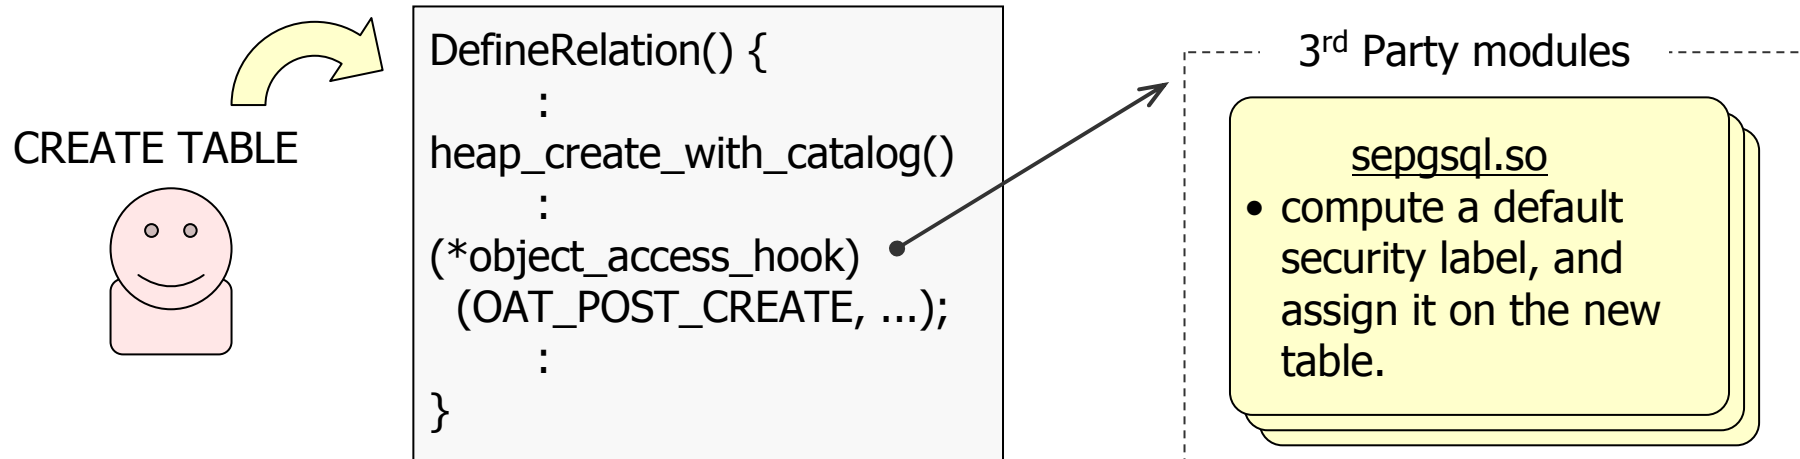 CREATE TABLE
DefineRelation() {
:
heap_create_with_catalog()
:
(*object_access_hook)
(OAT_POST_CREATE, ...);
:
}
3rd Party modules
sepgsql.so
• compute a default
security label, and
assign it on the new
table.